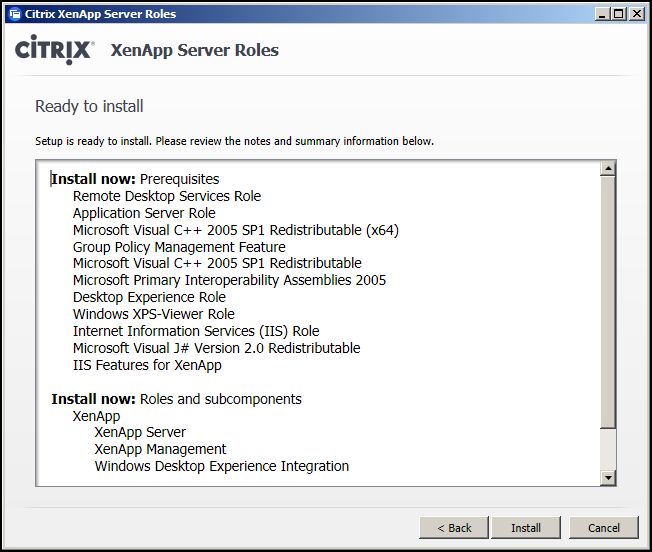 Citrix XenApp Server Roles
CİTRIX XenApp Server Roles
Ready to install
Setup is ready to install. Please review the notes and summary information below.
Install now: Prerequisites
Remote Desktop Services Role
Application Server Role
Microsoft Visual C++ 2005 SP1 Redistributable (x64)
Group Policy Management Feature
Microsoft Visual C++ 2005 SP1 Redistributable
Microsoft Primary Interoperability Assemblies 2005
Desktop Experience Role
Windows XPS-Viewer Role
Internet Information Services (IIS) Role
Microsoft Visual J# Version 2.0 Redistributable
IIS Features for XenApp
Install now: Roles and subcomponents
XenApp
XenApp Server
XenApp Management
Windows Desktop Experience Integration
< Back Install Cancel